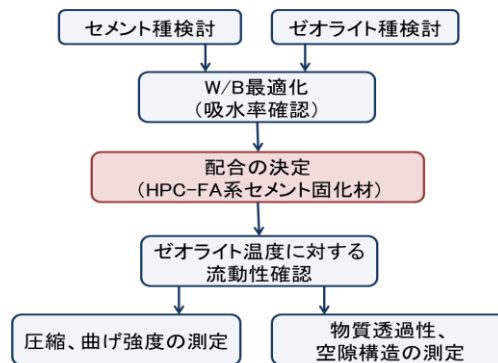 セメント種検討
ゼオライト種検討
W/B最適化
(吸水率確認)
配合の決定
(HPC-FA系セメント固化材)
ゼオライト温度に対する
流動性確認
圧縮、曲げ強度の測定
物質透過性、
空隙構造の測定